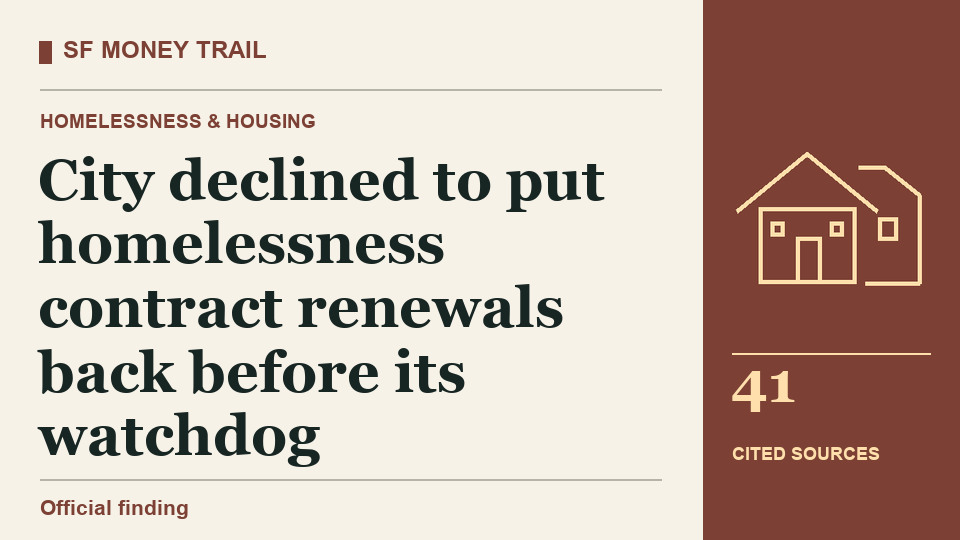 SF MONEY TRAIL
HOMELESSNESS & HOUSING
City declined to put
homelessness
contract renewals
back before its
watchdog
Official finding
41
CITED SOURCES